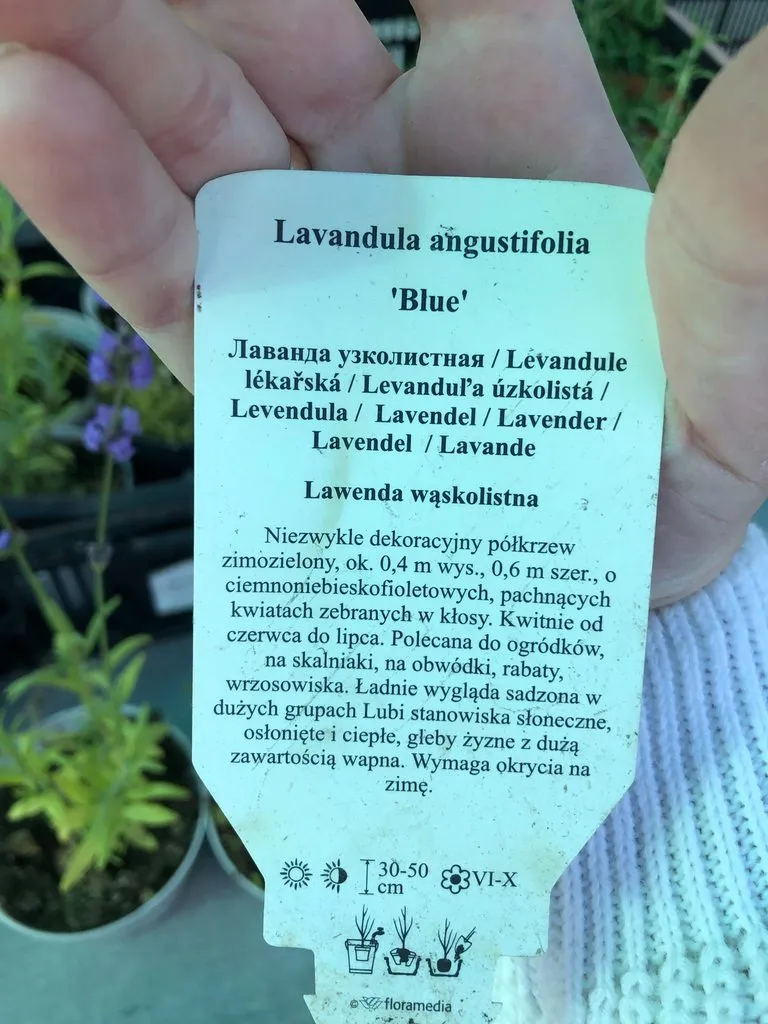 Lavandula angustifolia
'Blue'
Лаванда узколистная / Levandule
lékařská / Levanduľa úzkolistá /
Levendula / Lavendel / Lavender /
Lavendel / Lavande
Lawenda wąskolistna
Niezwykle dekoracyjny półkrzew
zimozielony, ok. 0,4 m wys., 0,6 m szer., o
ciemnoniebieskofioletowych, pachnących
kwiatach zebranych w kłosy. Kwitnie od
czerwca do lipca. Polecana do ogródków,
na skalniaki, na obwódki, rabaty,
wrzosowiska. Ładnie wygląda sadzona w
dużych grupach Lubi stanowiska słoneczne,
osłonięte i ciepłe, gleby żyzne z dużą
zawartością wapna. Wymaga okrycia na
zimę.
30-50
cm
VI-X
© floramedia